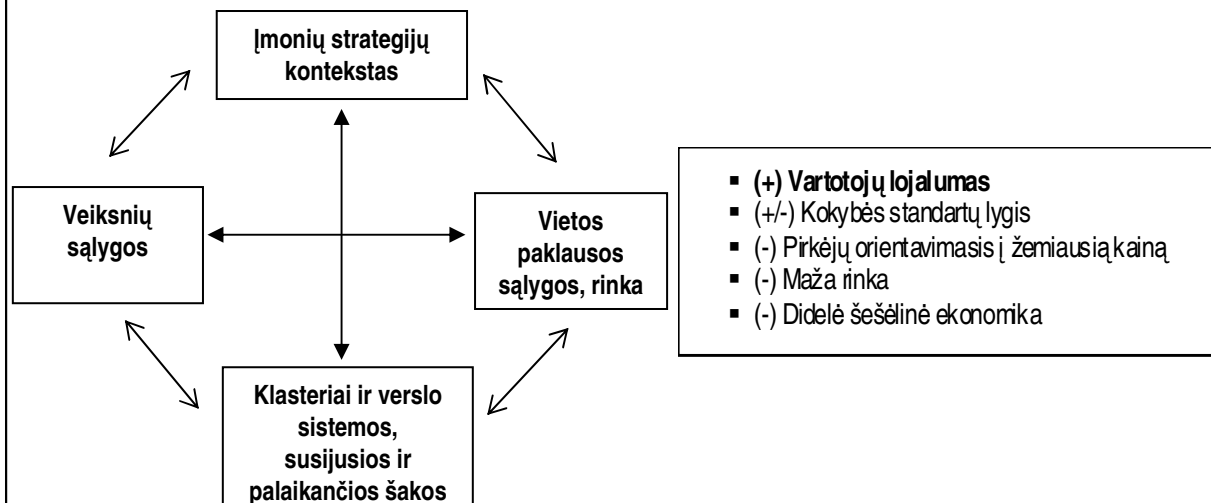 Įmonių strategijų
kontekstas
Veiksnių
sąlygos
Vietos
paklausos
sąlygos, rinka
▪ (+) Vartotojų lojalumas
▪ (+/-) Kokybės standartų lygis
▪ (-) Pirkėjų orientavimasis į žemiausią kainą
▪ (-) Maža rinka
▪ (-) Didelė šešėlinė ekonomika
Klasteriai ir verslo
sistemos,
susijusios ir
palaikančios šakos